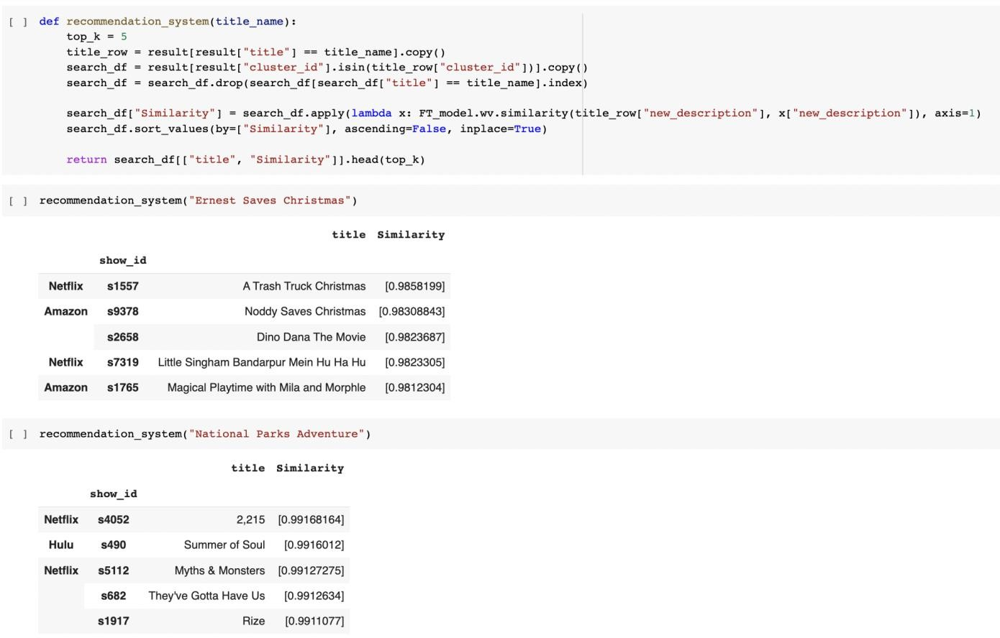 [ ] def recommendation_system(title_name):
top_k = 5
title_row = result[result["title"] == title_name].copy()
search_df = result[result["cluster_id"].isin(title_row["cluster_id"])].copy()
search_df = search_df.drop(search_df[search_df["title"] == title_name].index)
search_df["Similarity"] = search_df.apply(lambda x: FT_model.wv.similarity(title_row["new_description"], x["new_description"]), axis=1)
search_df.sort_values(by=["Similarity"], ascending=False, inplace=True)
return search_df[["title", "Similarity"]].head(top_k)
[ ] recommendation_system("Ernest Saves Christmas")
title Similarity
show_id
Netflix s1557 A Trash Truck Christmas [0.9858199]
Amazon s9378 Noddy Saves Christmas [0.98308843]
s2658 Dino Dana The Movie [0.9823687]
Netflix s7319 Little Singham Bandarpur Mein Hu Ha Hu [0.9823305]
Amazon s1765 Magical Playtime with Mila and Morphle [0.9812304]
[ ] recommendation_system("National Parks Adventure")
title Similarity
show_id
Netflix s4052 2,215 [0.99168164]
Hulu s490 Summer of Soul [0.9916012]
Netflix s5112 Myths & Monsters [0.99127275]
s682 They've Gotta Have Us [0.9912634]
s1917 Rize [0.9911077]